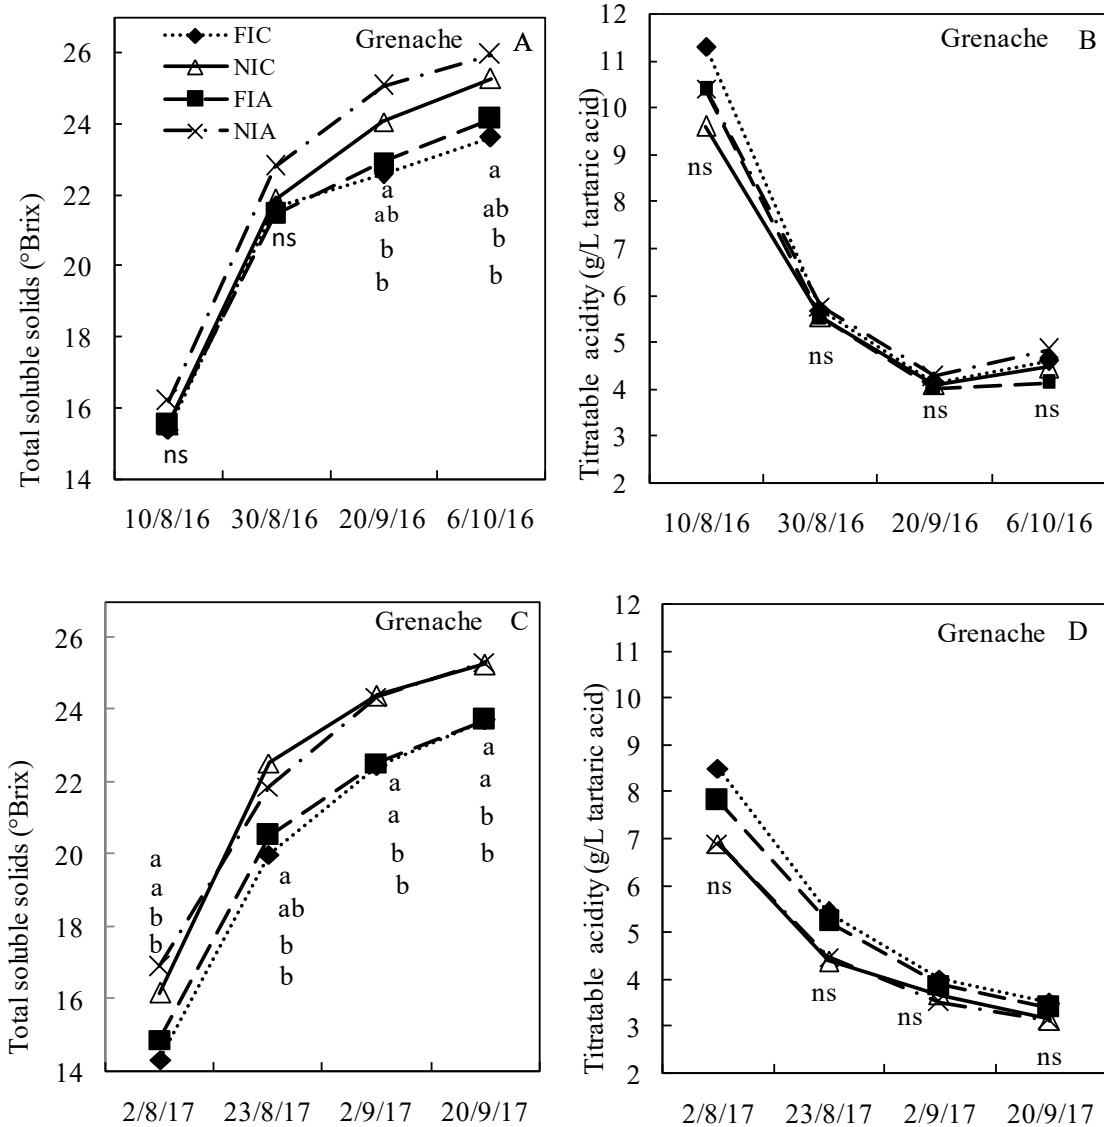 Grenache A
FIC
NIC
FIA
NIA
Total soluble solids (°Brix)
26
24
22
20
18
16
14
ns
ns
a
ab
b
b
a
ab
b
b
10/8/16 30/8/16 20/9/16 6/10/16
Grenache B
Titratable acidity (g/L tartaric acid)
12
11
10
9
8
7
6
5
4
3
2
ns
ns
ns
ns
10/8/16 30/8/16 20/9/16 6/10/16
Grenache C
Total soluble solids (°Brix)
26
24
22
20
18
16
14
a
a
b
b
a
ab
b
b
a
a
b
b
a
a
b
b
2/8/17 23/8/17 2/9/17 20/9/17
Grenache D
Titratable acidity (g/L tartaric acid)
12
11
10
9
8
7
6
5
4
3
2
ns
ns
ns
ns
2/8/17 23/8/17 2/9/17 20/9/17